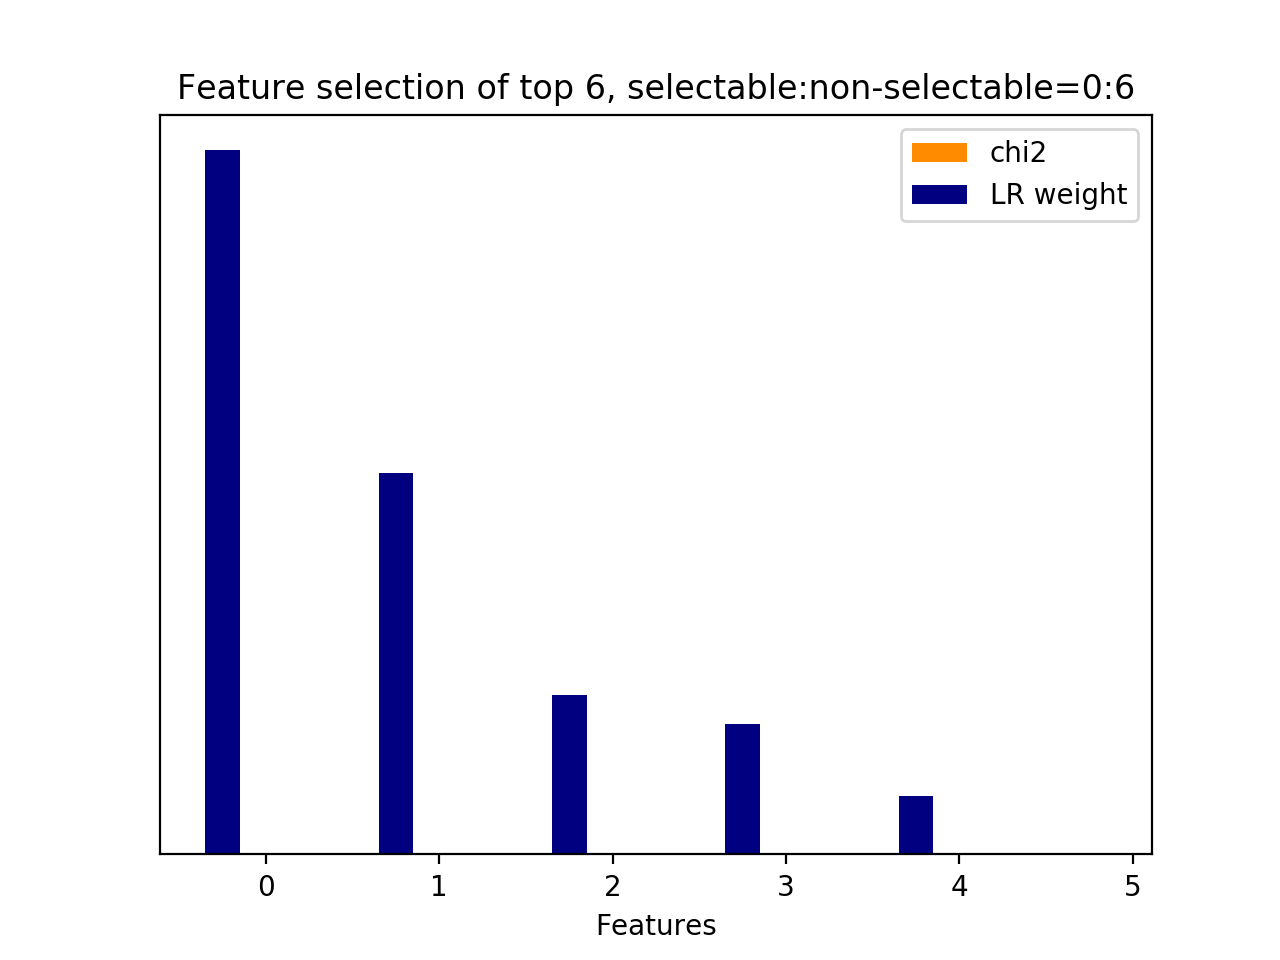 Feature selection of top 6, selectable:non-selectable=0:6
chi2
LR weight
0 1 2 3 4 5
Features